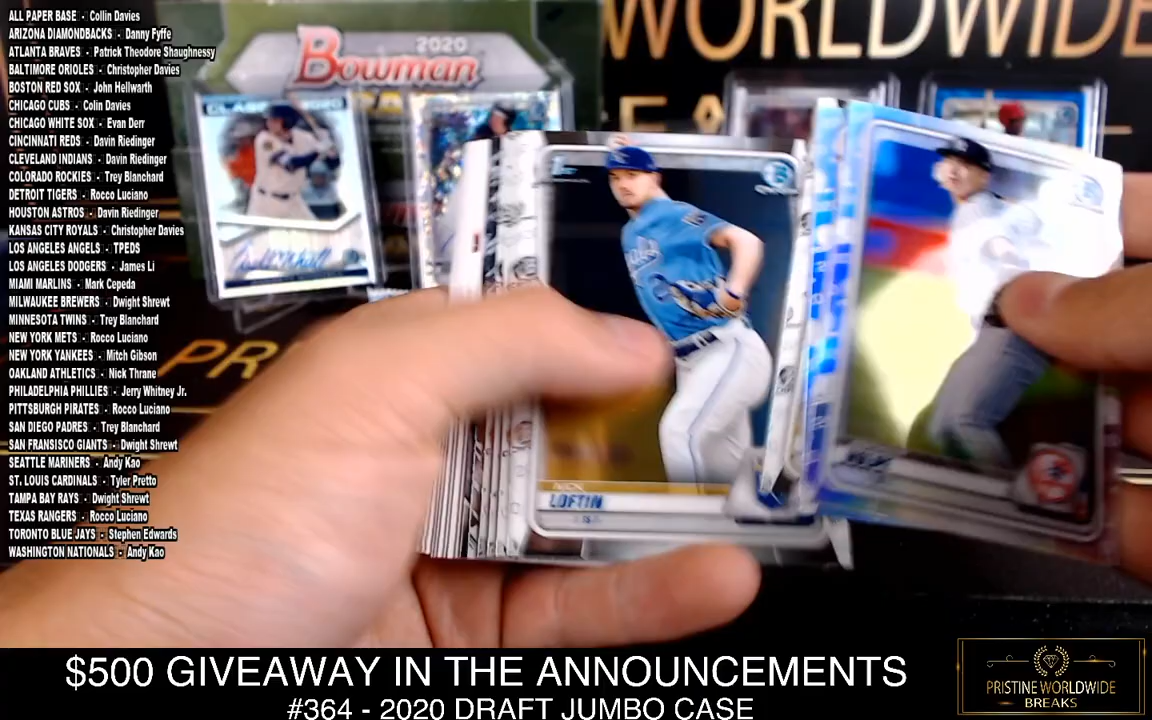 ALL PAPER BASE - Collin Davies
ARIZONA DIAMONDBACKS - Danny Fyffe
ATLANTA BRAVES - Patrick Theodore Shaughnessy
BALTIMORE ORIOLES - Christopher Davies
BOSTON RED SOX - John Hellwarth
CHICAGO CUBS - Colin Davies
CHICAGO WHITE SOX - Evan Derr
CINCINNATI REDS - Davin Riedinger
CLEVELAND INDIANS - Davin Riedinger
COLORADO ROCKIES - Trey Blanchard
DETROIT TIGERS - Rocco Luciano
HOUSTON ASTROS - Davin Riedinger
KANSAS CITY ROYALS - Christopher Davies
LOS ANGELES ANGELS - TPEDS
LOS ANGELES DODGERS - James Li
MIAMI MARLINS - Mark Cepeda
MILWAUKEE BREWERS - Dwight Shrewt
MINNESOTA TWINS - Trey Blanchard
NEW YORK METS - Rocco Luciano
NEW YORK YANKEES - Mitch Gibson
OAKLAND ATHLETICS - Nick Thrane
PHILADELPHIA PHILLIES - Jerry Whitney Jr.
PITTSBURGH PIRATES - Rocco Luciano
SAN DIEGO PADRES - Trey Blanchard
SAN FRANSISCO GIANTS - Dwight Shrewt
SEATTLE MARINERS - Andy Kao
ST. LOUIS CARDINALS - Tyler Pretto
TAMPA BAY RAYS - Dwight Shrewt
TEXAS RANGERS - Rocco Luciano
TORONTO BLUE JAYS - Stephen Edwards
WASHINGTON NATIONALS - Andy Kao
WORLDWIDE
2020
Bowman
1st
NICK
LOFTIN
$500 GIVEAWAY IN THE ANNOUNCEMENTS
#364 - 2020 DRAFT JUMBO CASE
PRISTINE WORLDWIDE
BREAKS